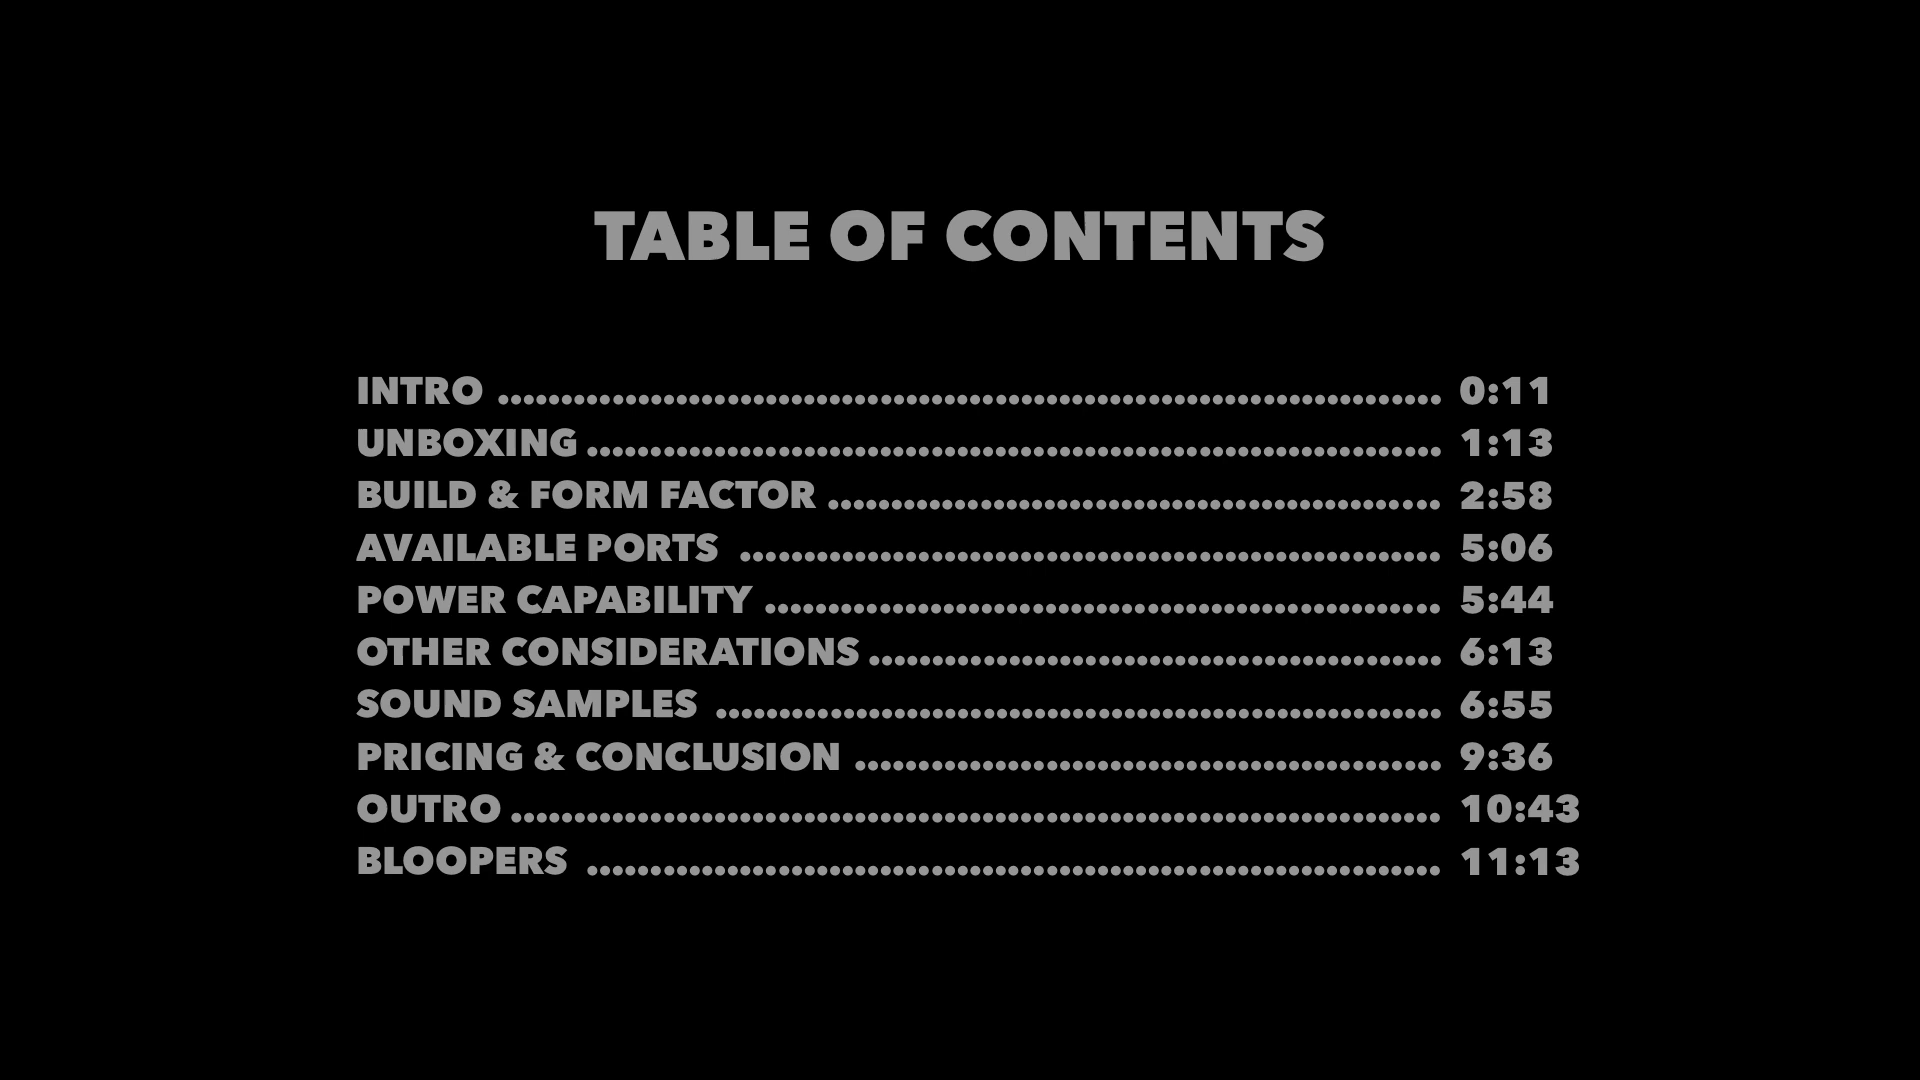 TABLE OF CONTENTS
INTRO .......................................................................... 0:11
UNBOXING ................................................................... 1:13
BUILD & FORM FACTOR ................................................ 2:58
AVAILABLE PORTS ....................................................... 5:06
POWER CAPABILITY ..................................................... 5:44
OTHER CONSIDERATIONS ............................................. 6:13
SOUND SAMPLES ......................................................... 6:55
PRICING & CONCLUSION .............................................. 9:36
OUTRO ......................................................................... 10:43
BLOOPERS ................................................................... 11:13